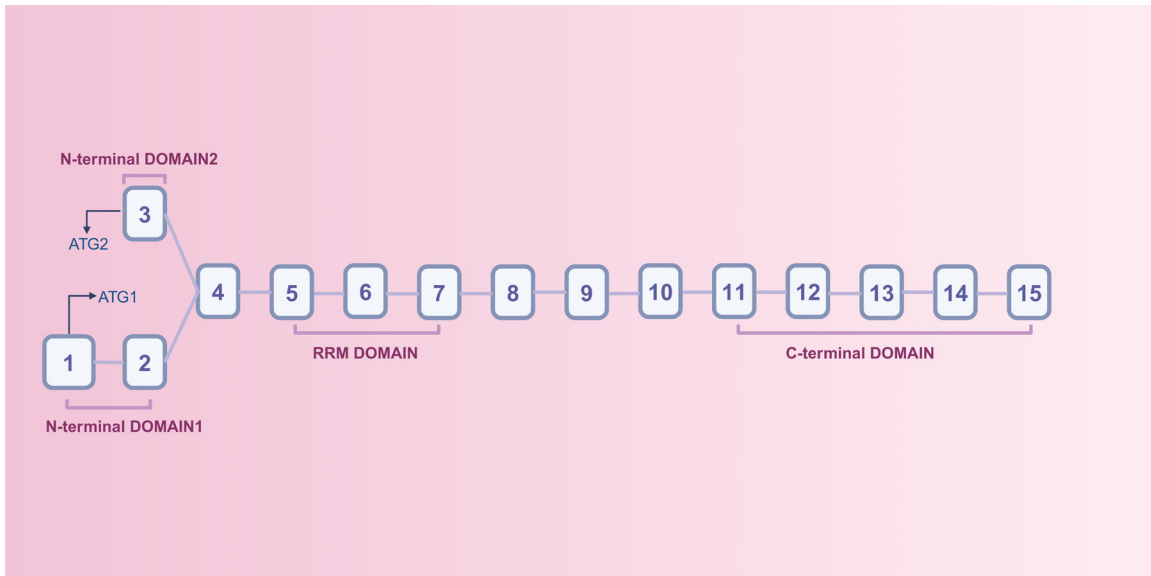 N-terminal DOMAIN2
3
ATG2
ATG1
4
5
6
7
8
9
10
11
12
13
14
15
1
2
RRM DOMAIN
C-terminal DOMAIN
N-terminal DOMAIN1